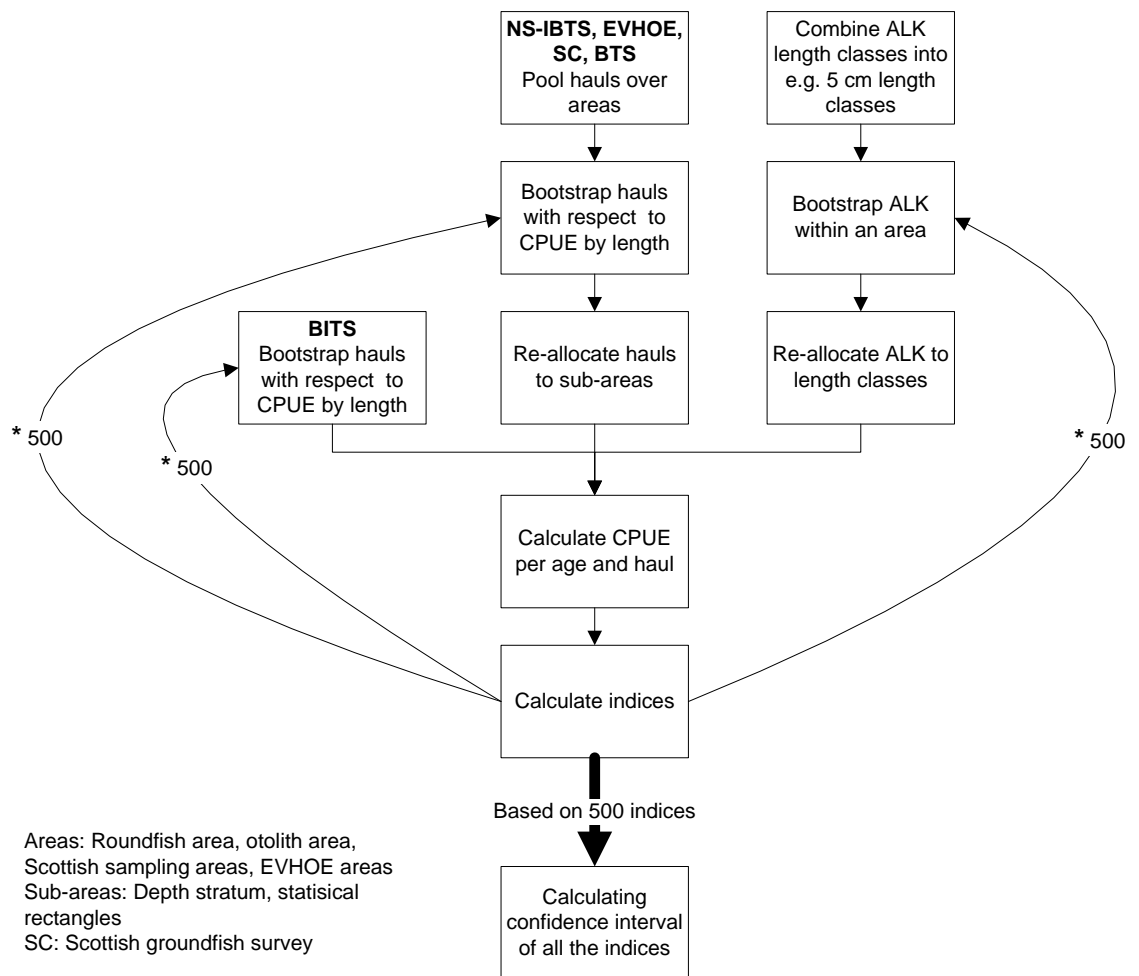 NS-IBTS, EVHOE,
SC, BTS
Pool hauls over
areas
Combine ALK
length classes into
e.g. 5 cm length
classes
Bootstrap hauls
with respect to
CPUE by length
Bootstrap ALK
within an area
BITS
Bootstrap hauls
with respect to
CPUE by length
Re-allocate hauls
to sub-areas
Re-allocate ALK to
length classes
* 500
* 500
* 500
Calculate CPUE
per age and haul
Calculate indices
Based on 500 indices
Calculating
confidence interval
of all the indices
Areas: Roundfish area, otolith area,
Scottish sampling areas, EVHOE areas
Sub-areas: Depth stratum, statisical
rectangles
SC: Scottish groundfish survey